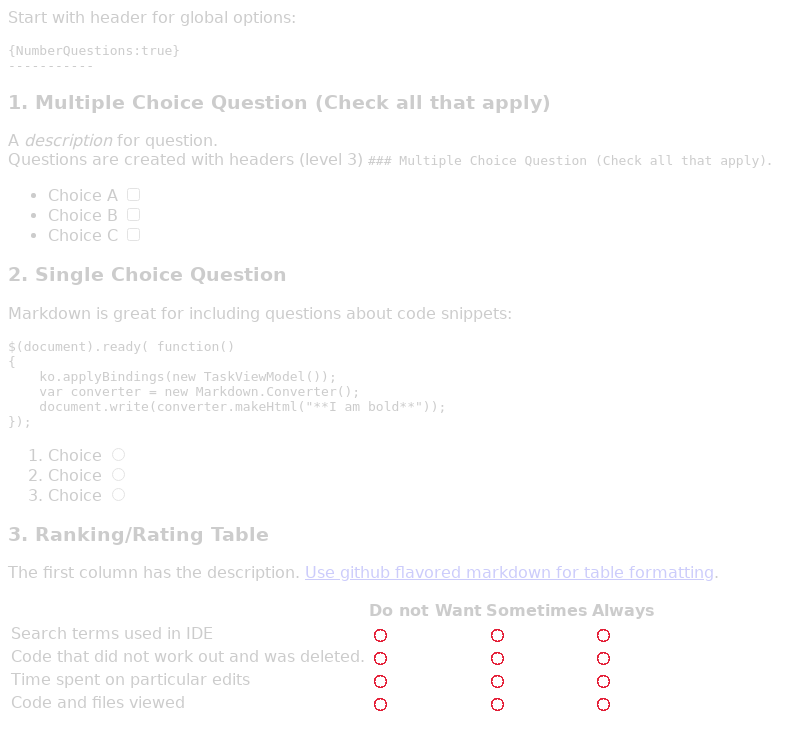 Start with header for global options:
{NumberQuestions:true}
-----------
1. Multiple Choice Question (Check all that apply)
A description for question.
Questions are created with headers (level 3) ### Multiple Choice Question (Check all that apply).
• Choice A
• Choice B
• Choice C
2. Single Choice Question
Markdown is great for including questions about code snippets:
$(document).ready( function()
{
    ko.applyBindings(new TaskViewModel());
    var converter = new Markdown.Converter();
    document.write(converter.makeHtml("**I am bold**"));
});
1. Choice
2. Choice
3. Choice
3. Ranking/Rating Table
The first column has the description. Use github flavored markdown for table formatting.
Do not Want Sometimes Always
Search terms used in IDE
Code that did not work out and was deleted.
Time spent on particular edits
Code and files viewed